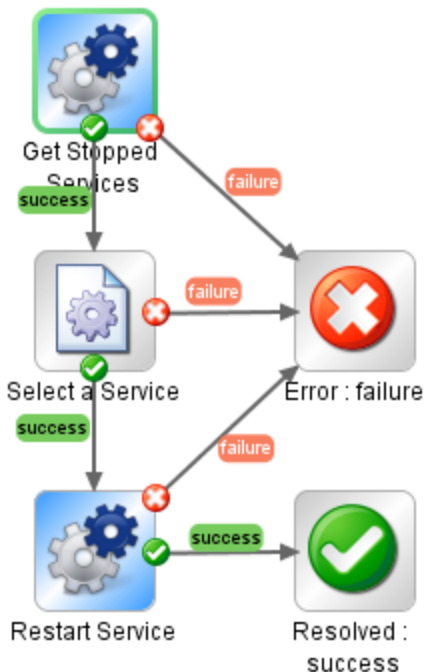 Get Stopped
Services
success
failure
failure
Select a Service
Error : failure
success
failure
success
Restart Service
Resolved :
success